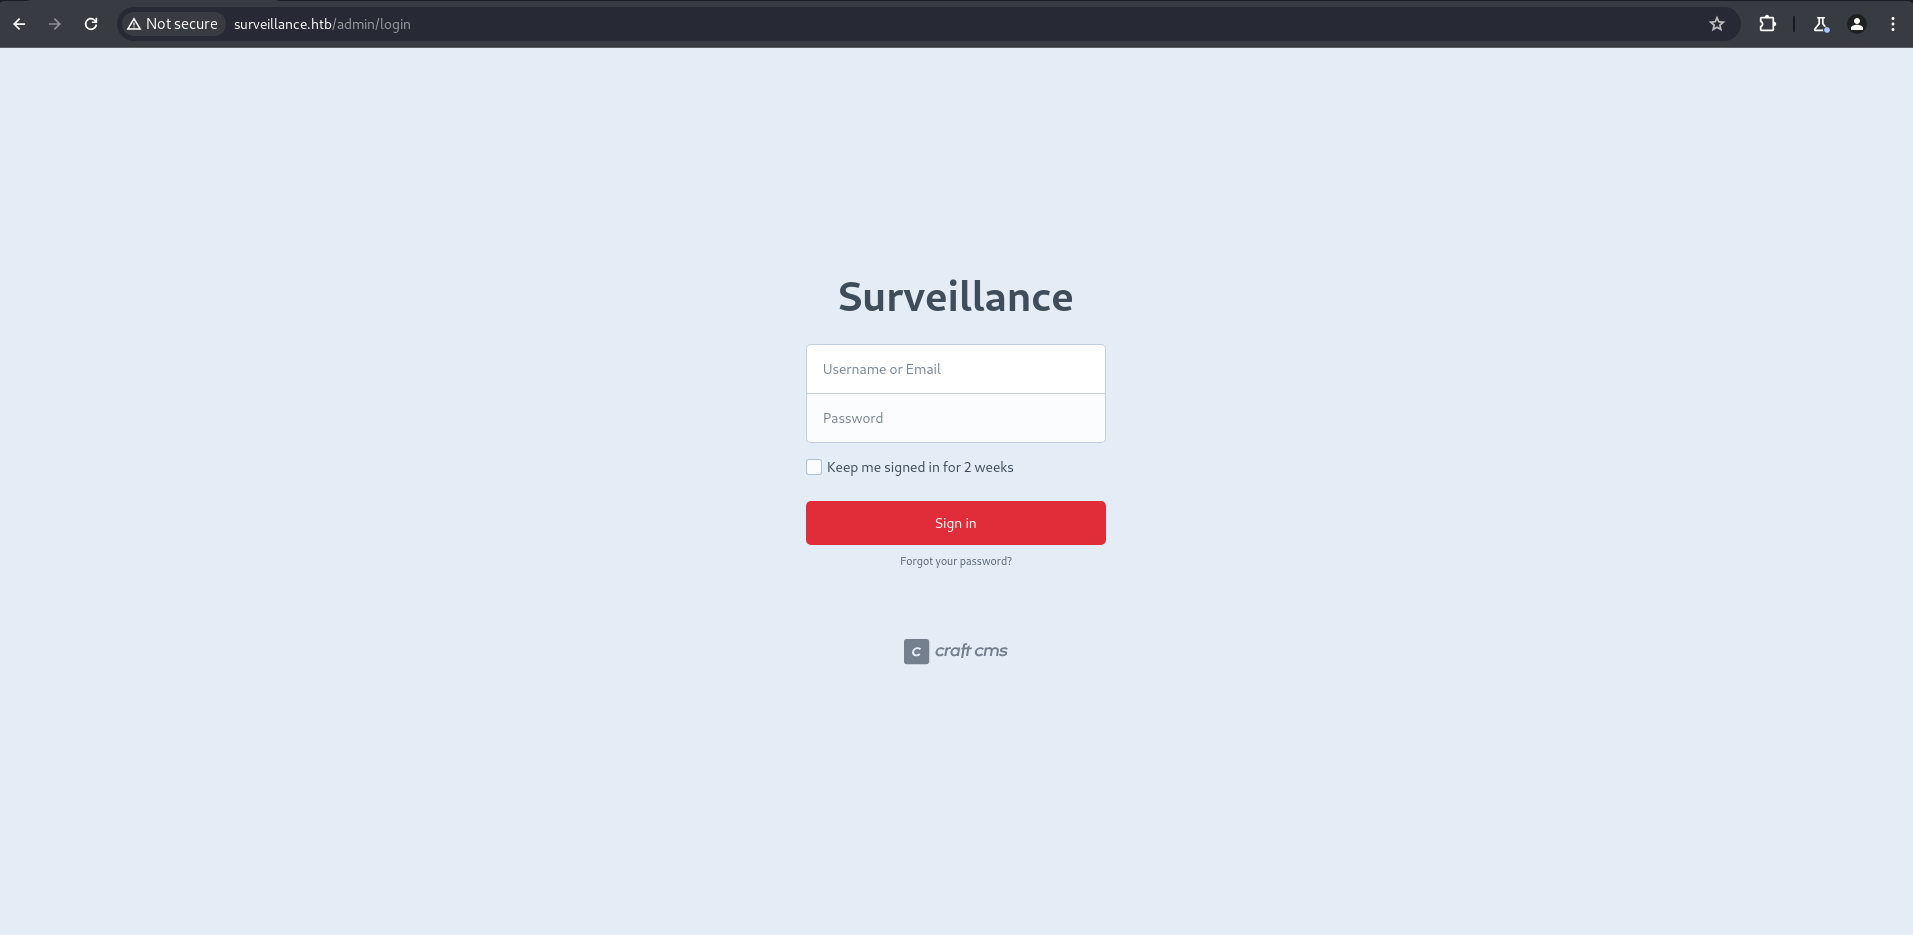 Not secure surveillance.htb/admin/login
Surveillance
Username or Email
Password
Keep me signed in for 2 weeks
Sign in
Forgot your password?
c craft cms